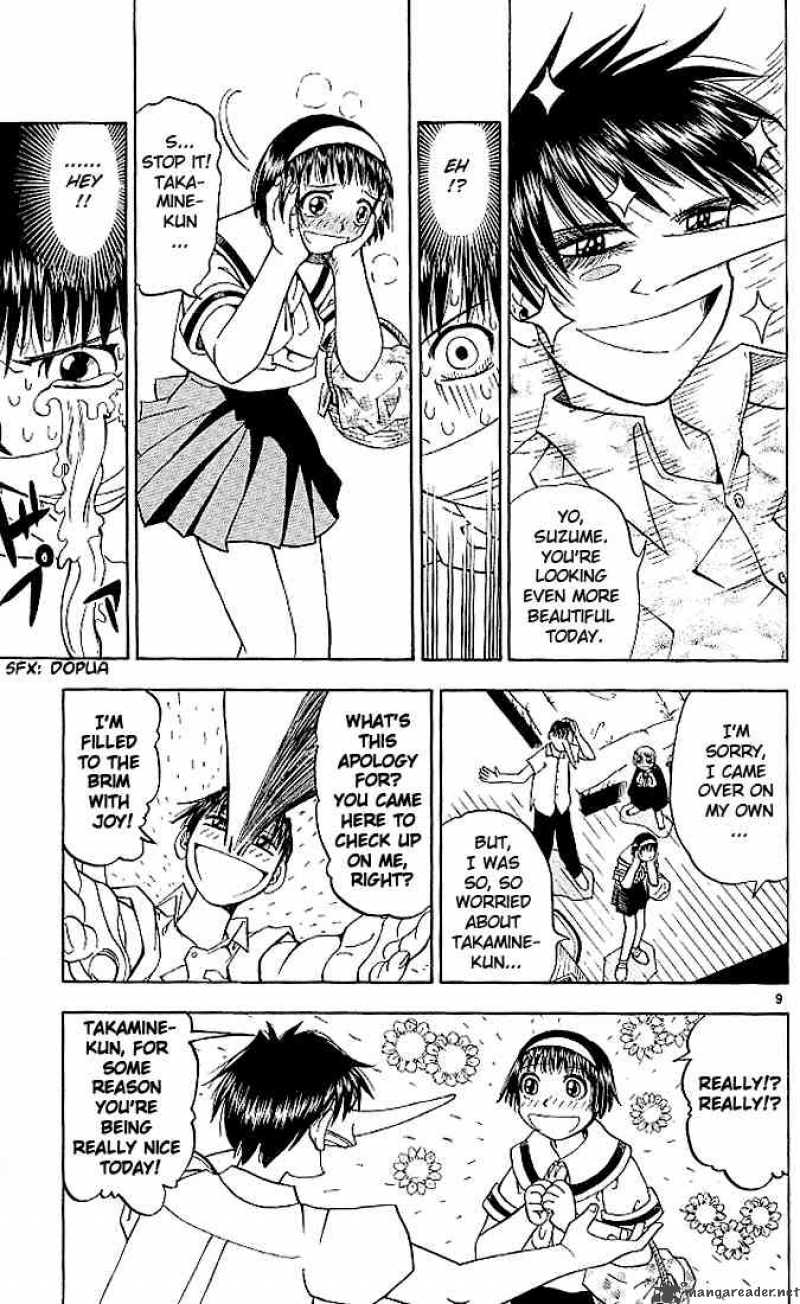 YO,
SUZUME.
YOU'RE
LOOKING
EVEN MORE
BEAUTIFUL
TODAY.
EH
!?
S...
STOP IT!
TAKA-
MINE-
KUN
...
......
HEY
!!
ドパァ
SFX: DOPUA
I'M
SORRY,
I CAME
OVER ON
MY OWN
...
BUT,
I WAS
SO, SO
WORRIED
ABOUT
TAKAMINE-
KUN...
WHAT'S
THIS
APOLOGY
FOR?
YOU CAME
HERE TO
CHECK UP
ON ME,
RIGHT?
I'M
FILLED
TO THE
BRIM
WITH
JOY!
9
REALLY!?
REALLY!?
TAKAMINE-
KUN, FOR
SOME
REASON
YOU'RE
BEING
REALLY NICE
TODAY!
mangareader.net